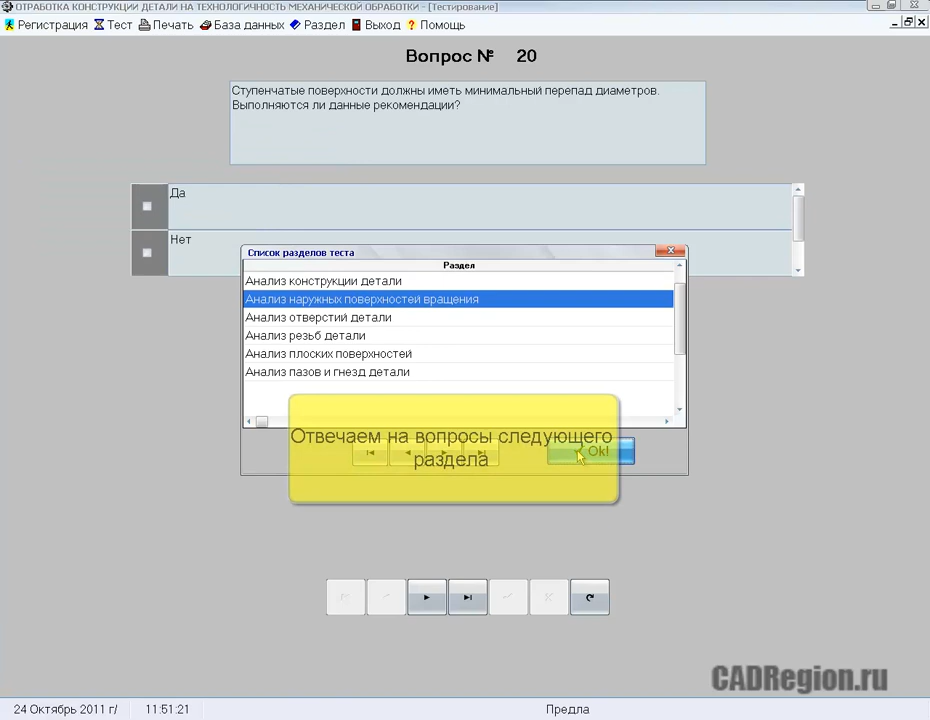 ОТРАБОТКА КОНСТРУКЦИИ ДЕТАЛИ НА ТЕХНОЛОГИЧНОСТЬ МЕХАНИЧЕСКОЙ ОБРАБОТКИ - [Тестирование]
Регистрация Тест Печать База данных Раздел Выход Помощь
Вопрос № 20
Ступенчатые поверхности должны иметь минимальный перепад диаметров.
Выполняются ли данные рекомендации?
Да
Нет
Список разделов теста
Раздел
Анализ конструкции детали
Анализ наружных поверхностей вращения
Анализ отверстий детали
Анализ резьб детали
Анализ плоских поверхностей
Анализ пазов и гнезд детали
Отвечаем на вопросы следующего
раздела
Ok!
CADRegion.ru
24 Октябрь 2011 г/ 11:51:21 Предла